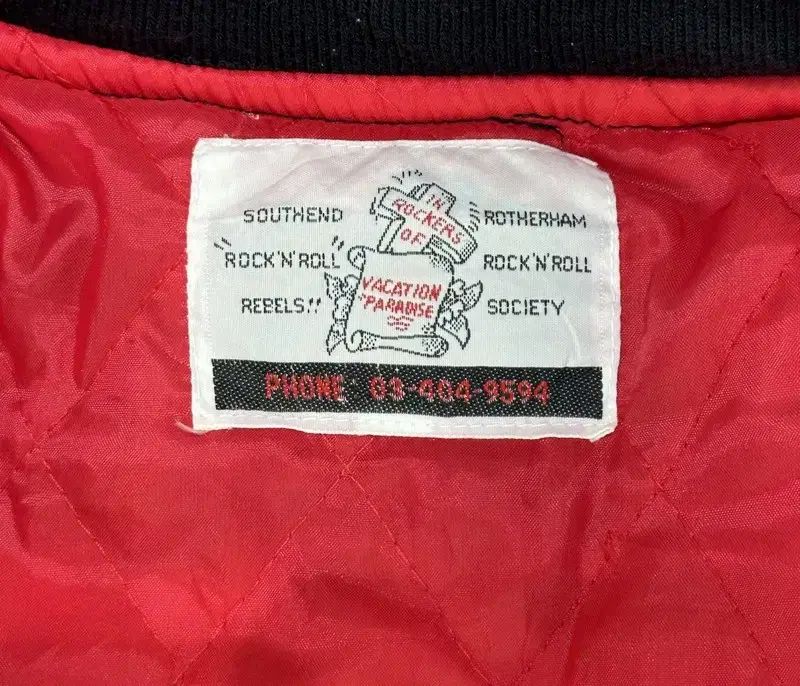 SOUTHEND
"ROCK'N'ROLL"
REBELS!!
IN
ROCKERS
OF
VACATION
PARADISE
ROTHERHAM
ROCK'N'ROLL
SOCIETY
PHONE 03-404-9594